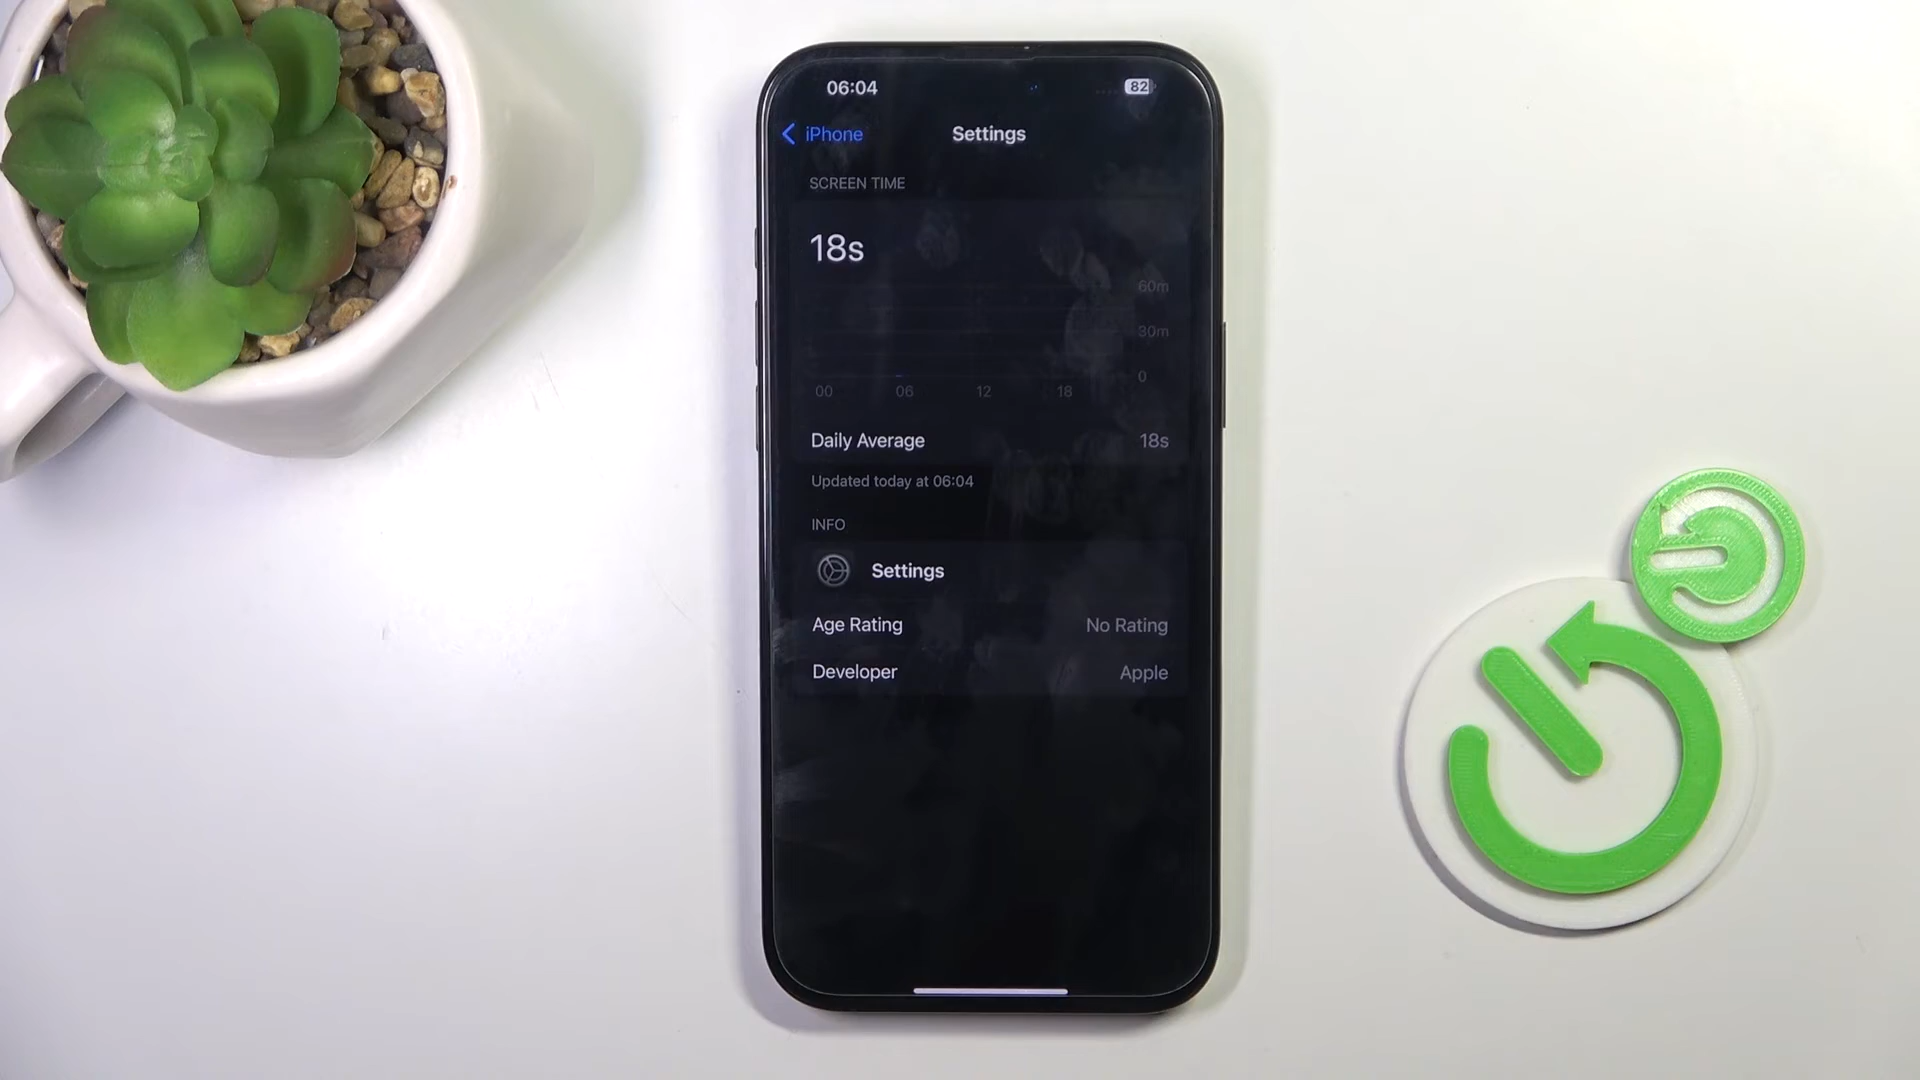 06:04
82
iPhone
Settings
SCREEN TIME
18s
60m
30m
0
00 06 12 18
Daily Average 18s
Updated today at 06:04
INFO
Settings
Age Rating No Rating
Developer Apple